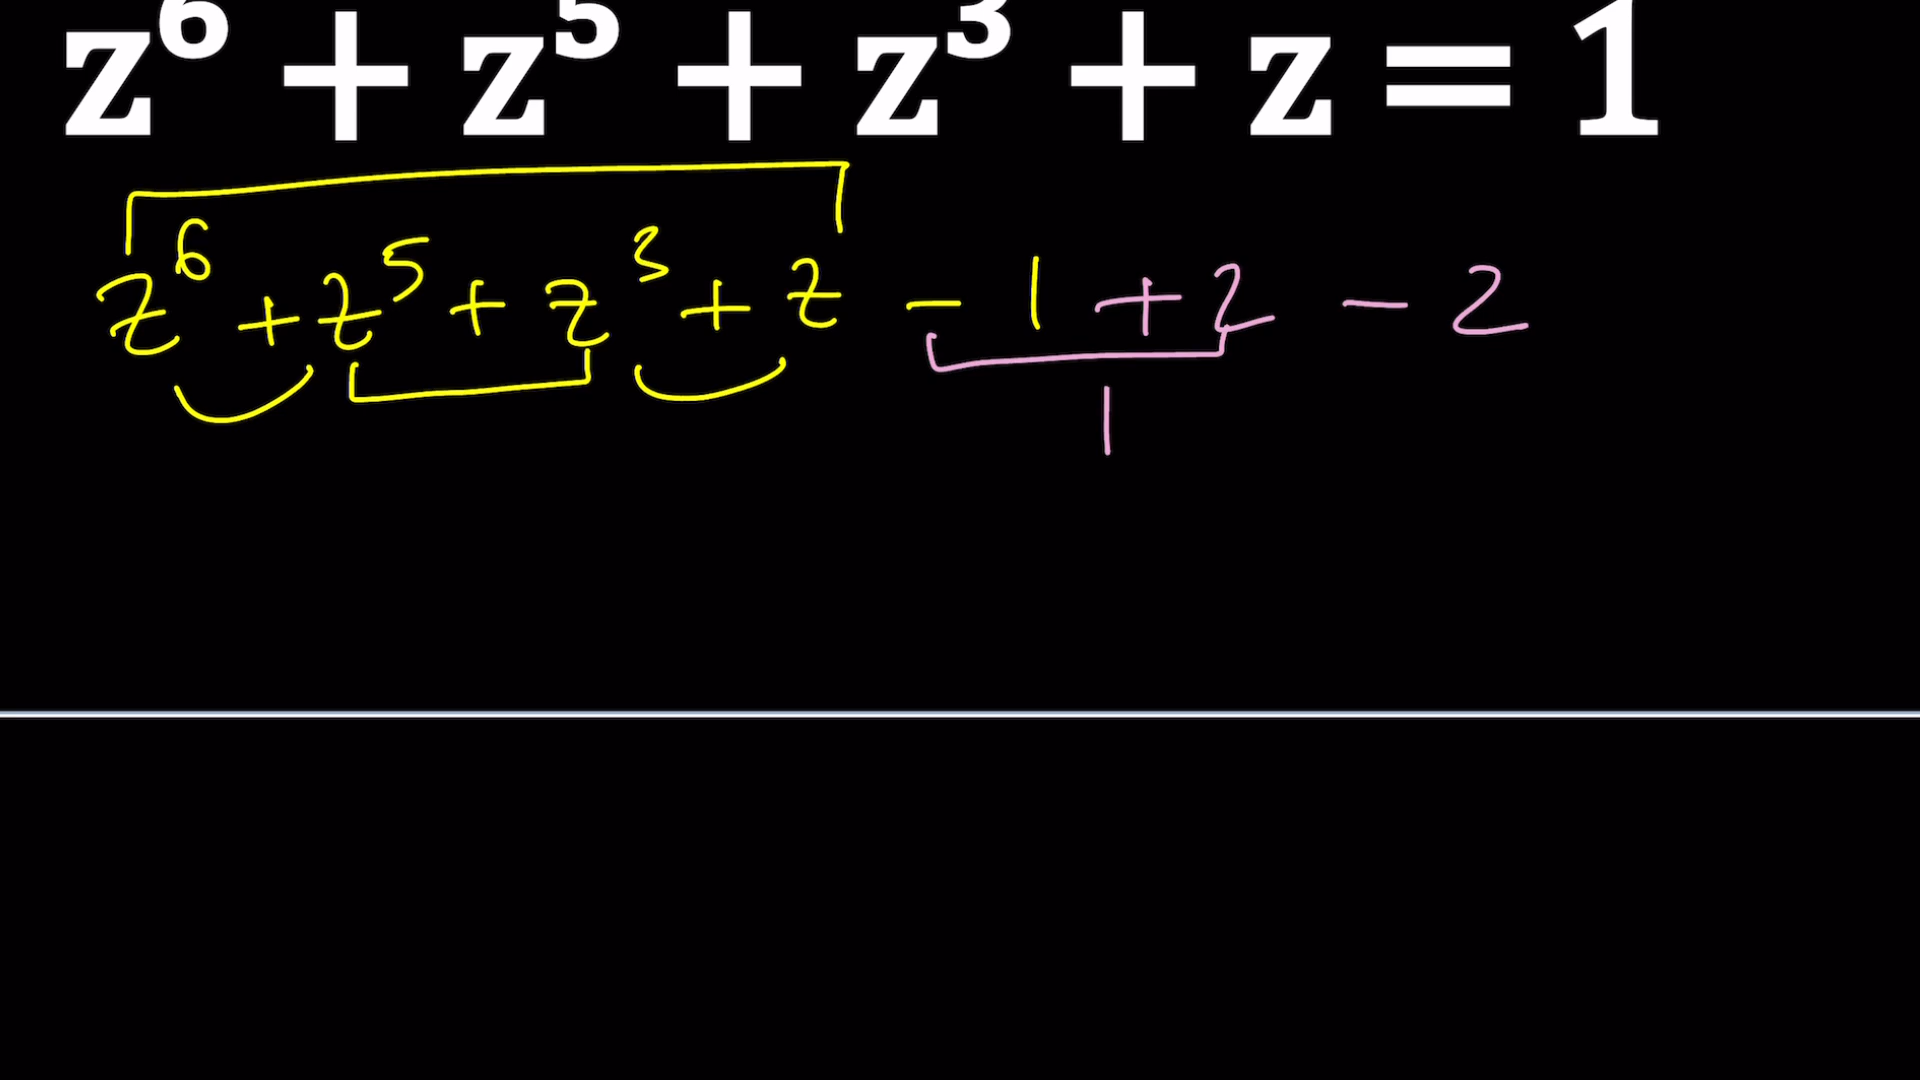 z⁶ + z⁵ + z³ + z = 1
z⁶ + z⁵ + z³ + z - 1 + 2 - 2
1